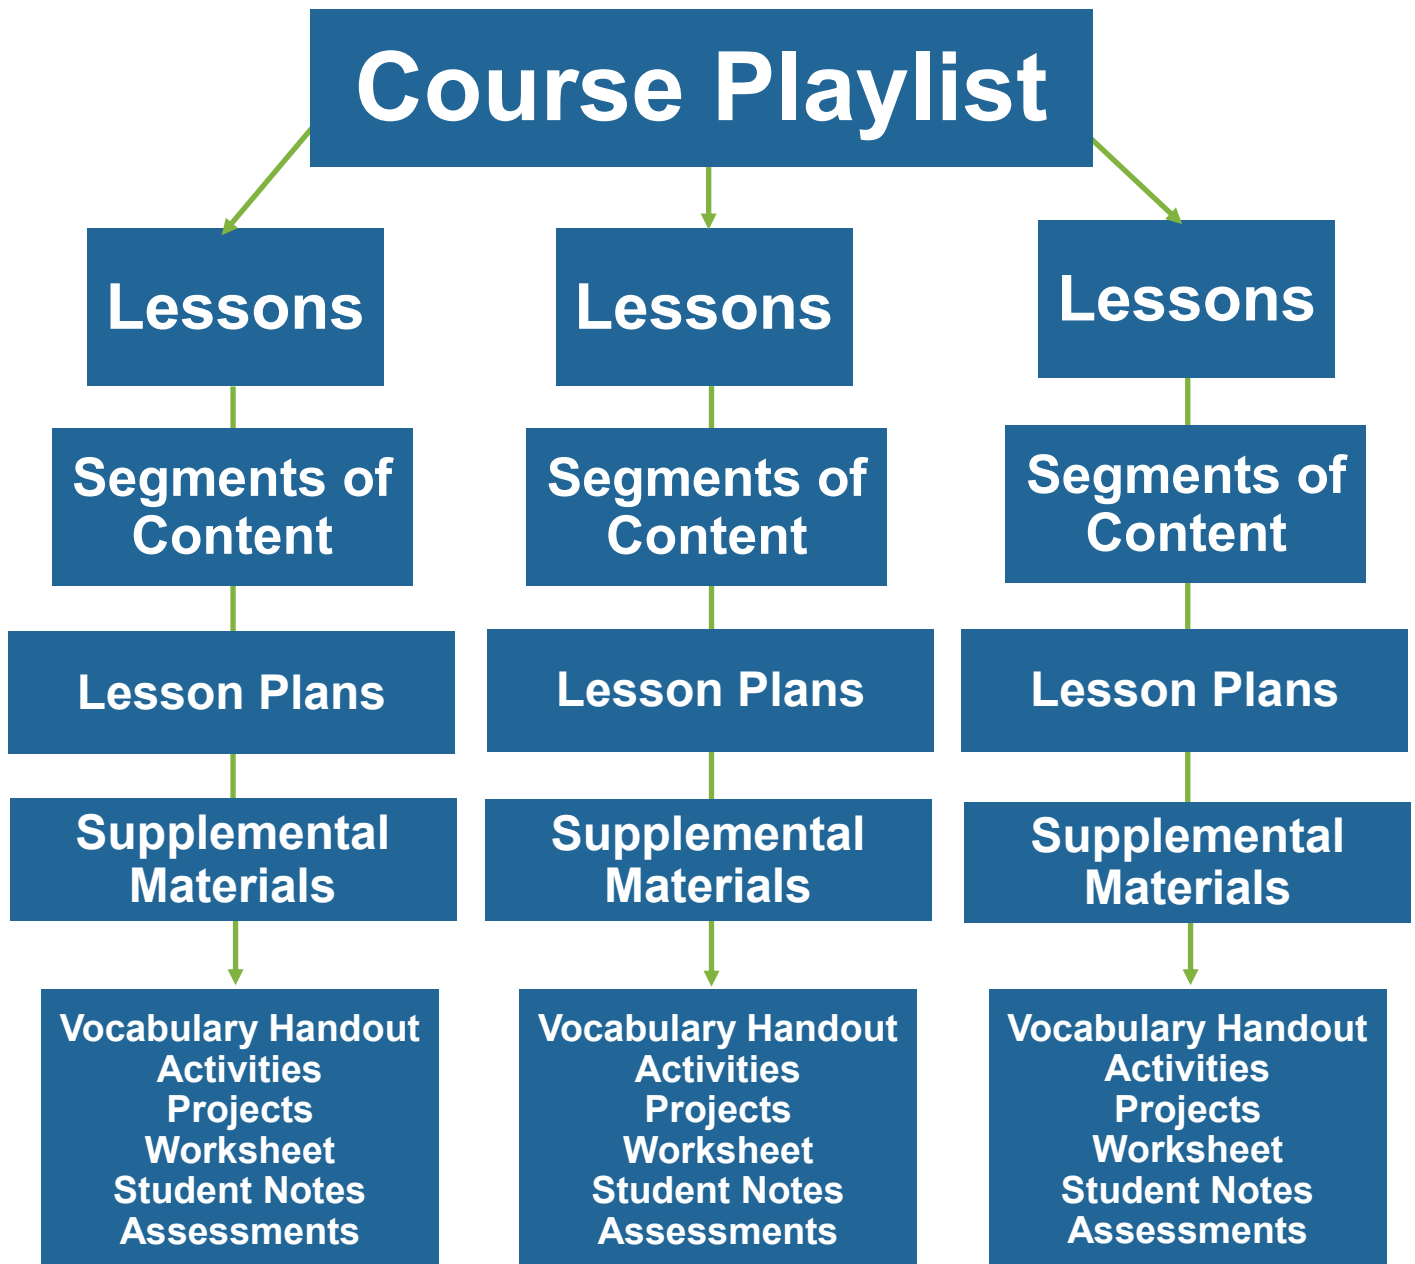 Course Playlist
Lessons
Lessons
Lessons
Segments of
Content
Segments of
Content
Segments of
Content
Lesson Plans
Lesson Plans
Lesson Plans
Supplemental
Materials
Supplemental
Materials
Supplemental
Materials
Vocabulary Handout
Activities
Projects
Worksheet
Student Notes
Assessments
Vocabulary Handout
Activities
Projects
Worksheet
Student Notes
Assessments
Vocabulary Handout
Activities
Projects
Worksheet
Student Notes
Assessments